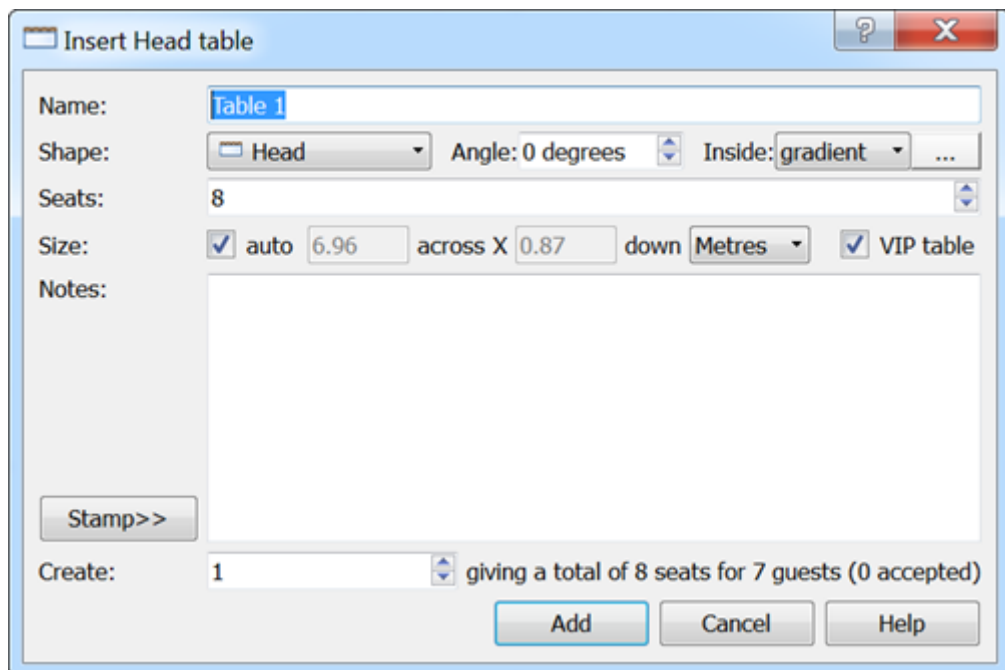 Insert Head table
Name: Table 1
Shape: Head Angle: 0 degrees Inside: gradient ...
Seats: 8
Size: auto 6.96 across X 0.87 down Metres VIP table
Notes:
Stamp>>
Create: 1 giving a total of 8 seats for 7 guests (0 accepted)
Add Cancel Help